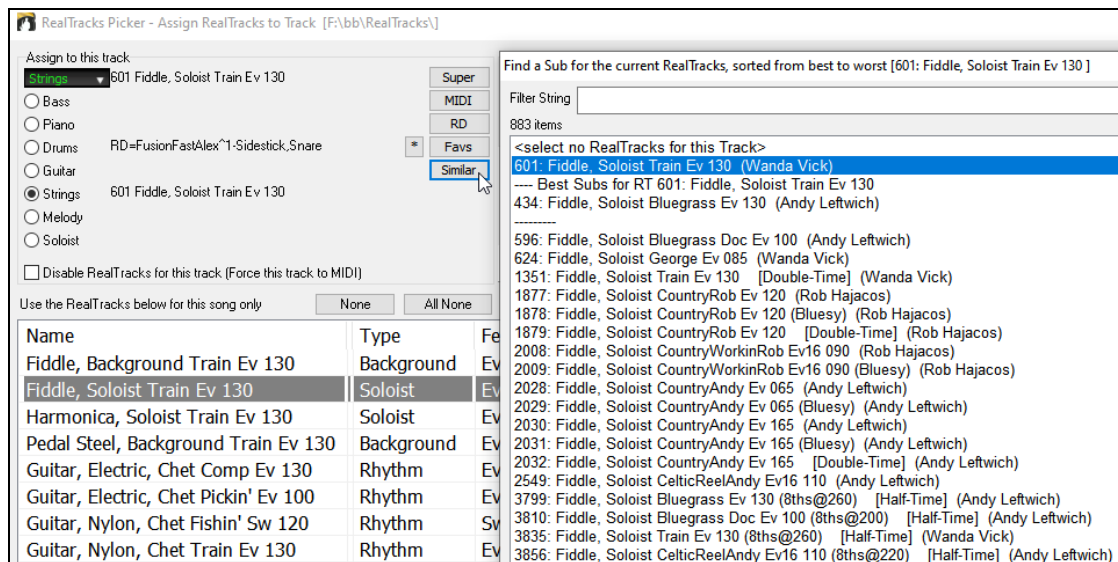 RealTracks Picker - Assign RealTracks to Track [F:\bb\RealTracks\]
Assign to this track
Strings 601 Fiddle, Soloist Train Ev 130 Super
Bass MIDI
Piano RD
Drums RD=FusionFastAlex^1-Sidestick,Snare * Favs
Guitar Similar
Strings 601 Fiddle, Soloist Train Ev 130
Melody
Soloist
Disable RealTracks for this track (Force this track to MIDI)
Use the RealTracks below for this song only None All None
Name Type Fe
Fiddle, Background Train Ev 130 Background Ev
Fiddle, Soloist Train Ev 130 Soloist Ev
Harmonica, Soloist Train Ev 130 Soloist Ev
Pedal Steel, Background Train Ev 130 Background Ev
Guitar, Electric, Chet Comp Ev 130 Rhythm Ev
Guitar, Electric, Chet Pickin' Ev 100 Rhythm Ev
Guitar, Nylon, Chet Fishin' Sw 120 Rhythm Sw
Guitar, Nylon, Chet Train Ev 130 Rhythm Ev
Find a Sub for the current RealTracks, sorted from best to worst [601: Fiddle, Soloist Train Ev 130 ]
Filter String
883 items
<select no RealTracks for this Track>
601: Fiddle, Soloist Train Ev 130 (Wanda Vick)
---- Best Subs for RT 601: Fiddle, Soloist Train Ev 130
434: Fiddle, Soloist Bluegrass Ev 130 (Andy Leftwich)
---------
596: Fiddle, Soloist Bluegrass Doc Ev 100 (Andy Leftwich)
624: Fiddle, Soloist George Ev 085 (Wanda Vick)
1351: Fiddle, Soloist Train Ev 130 [Double-Time] (Wanda Vick)
1877: Fiddle, Soloist CountryRob Ev 120 (Rob Hajacos)
1878: Fiddle, Soloist CountryRob Ev 120 (Bluesy) (Rob Hajacos)
1879: Fiddle, Soloist CountryRob Ev 120 [Double-Time] (Rob Hajacos)
2008: Fiddle, Soloist CountryWorkinRob Ev16 090 (Rob Hajacos)
2009: Fiddle, Soloist CountryWorkinRob Ev16 090 (Bluesy) (Rob Hajacos)
2028: Fiddle, Soloist CountryAndy Ev 065 (Andy Leftwich)
2029: Fiddle, Soloist CountryAndy Ev 065 (Bluesy) (Andy Leftwich)
2030: Fiddle, Soloist CountryAndy Ev 165 (Andy Leftwich)
2031: Fiddle, Soloist CountryAndy Ev 165 (Bluesy) (Andy Leftwich)
2032: Fiddle, Soloist CountryAndy Ev 165 [Double-Time] (Andy Leftwich)
2549: Fiddle, Soloist CelticReelAndy Ev16 110 (Andy Leftwich)
3799: Fiddle, Soloist Bluegrass Ev 130 (8ths@260) [Half-Time] (Andy Leftwich)
3810: Fiddle, Soloist Bluegrass Doc Ev 100 (8ths@200) [Half-Time] (Andy Leftwich)
3835: Fiddle, Soloist Train Ev 130 (8ths@260) [Half-Time] (Wanda Vick)
3856: Fiddle, Soloist CelticReelAndy Ev16 110 (8ths@220) [Half-Time] (Andy Leftwich)